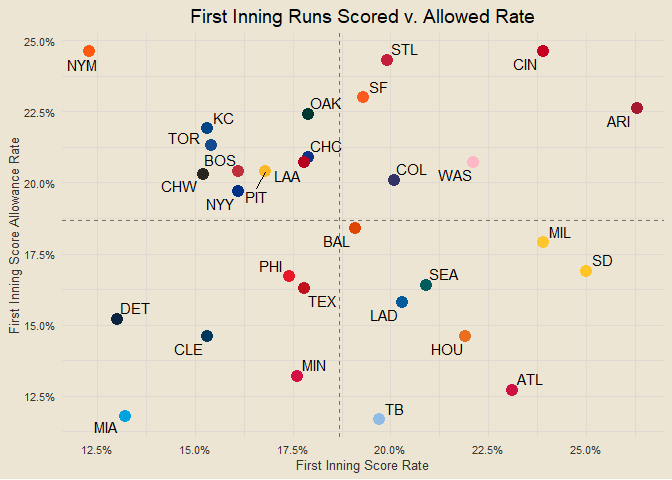 First Inning Runs Scored v. Allowed Rate
First Inning Score Allowance Rate
25.0%
22.5%
20.0%
17.5%
15.0%
12.5%
NYM
STL
CIN
SF
ARI
OAK
KC
TOR
CHC
BOS
LAA
WAS
COL
CHW
PIT
NYY
BAL
MIL
SD
PHI
SEA
TEX
LAD
DET
CLE
HOU
MIN
ATL
MIA
TB
12.5%
15.0%
17.5%
20.0%
22.5%
25.0%
First Inning Score Rate